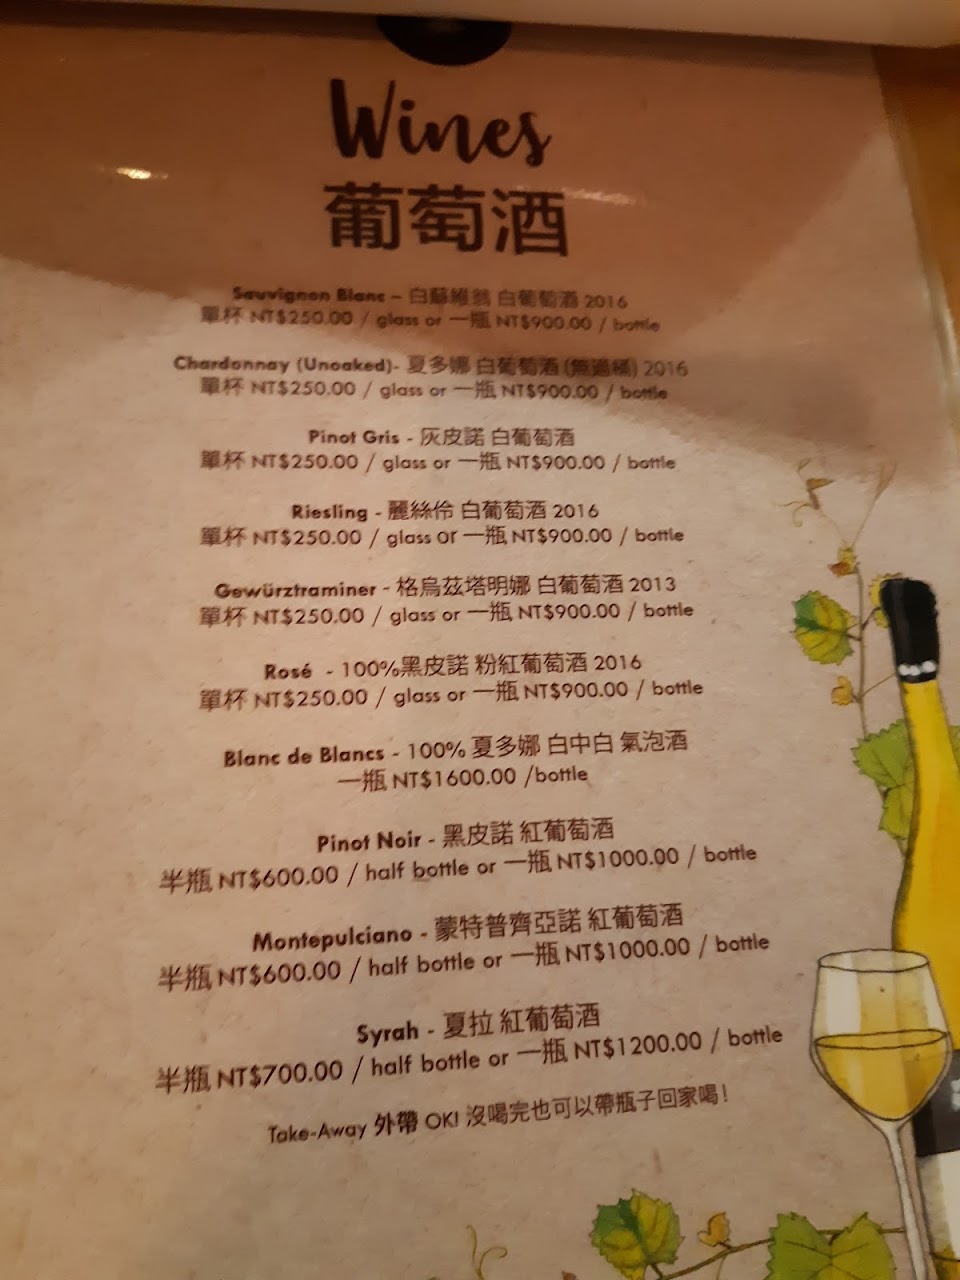 Wines
葡萄酒
Sauvignon Blanc – 白蘇維翁 白葡萄酒 2016
單杯 NT$250.00 / glass or 一瓶 NT$900.00 / bottle
Chardonnay (Unoaked)- 夏多娜 白葡萄酒 (無過桶) 2016
單杯 NT$250.00 / glass or 一瓶 NT$900.00 / bottle
Pinot Gris - 灰皮諾 白葡萄酒
單杯 NT$250.00 / glass or 一瓶 NT$900.00 / bottle
Riesling - 麗絲伶 白葡萄酒 2016
單杯 NT$250.00 / glass or 一瓶 NT$900.00 / bottle
Gewürztraminer - 格烏茲塔明娜 白葡萄酒 2013
單杯 NT$250.00 / glass or 一瓶 NT$900.00 / bottle
Rosé - 100%黑皮諾 粉紅葡萄酒 2016
單杯 NT$250.00 / glass or 一瓶 NT$900.00 / bottle
Blanc de Blancs - 100% 夏多娜 白中白 氣泡酒
一瓶 NT$1600.00 /bottle
Pinot Noir - 黑皮諾 紅葡萄酒
半瓶 NT$600.00 / half bottle or 一瓶 NT$1000.00 / bottle
Montepulciano - 蒙特普齊亞諾 紅葡萄酒
半瓶 NT$600.00 / half bottle or 一瓶 NT$1000.00 / bottle
Syrah - 夏拉 紅葡萄酒
半瓶 NT$700.00 / half bottle or 一瓶 NT$1200.00 / bottle
Take-Away 外帶 OK! 沒喝完也可以帶瓶子回家喝!